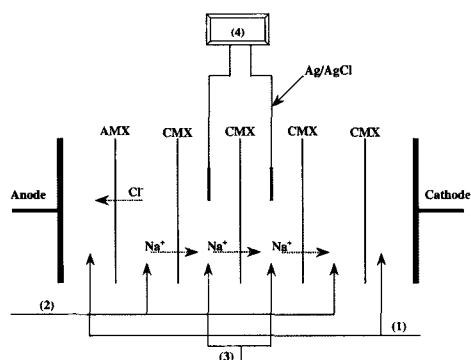 (4)
Ag/AgCl
AMX CMX CMX CMX CMX
Anode Cl⁻ Cathode
Na⁺ Na⁺ Na⁺
(2)
(1)
(3)